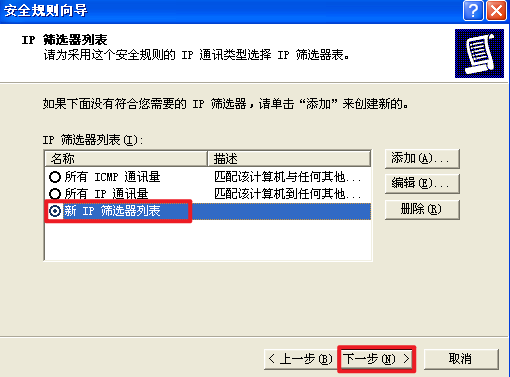 安全规则向导
IP 筛选器列表
请为采用这个安全规则的 IP 通讯类型选择 IP 筛选器表。
如果下面没有符合您需要的 IP 筛选器，请单击“添加”来创建新的。
IP 筛选器列表(I):
名称 描述
所有 ICMP 通讯量 匹配该计算机与任何其他...
所有 IP 通讯量 匹配该计算机到任何其他...
新 IP 筛选器列表
添加(A)...
编辑(E)...
删除(R)
< 上一步(B) 下一步(N) > 取消